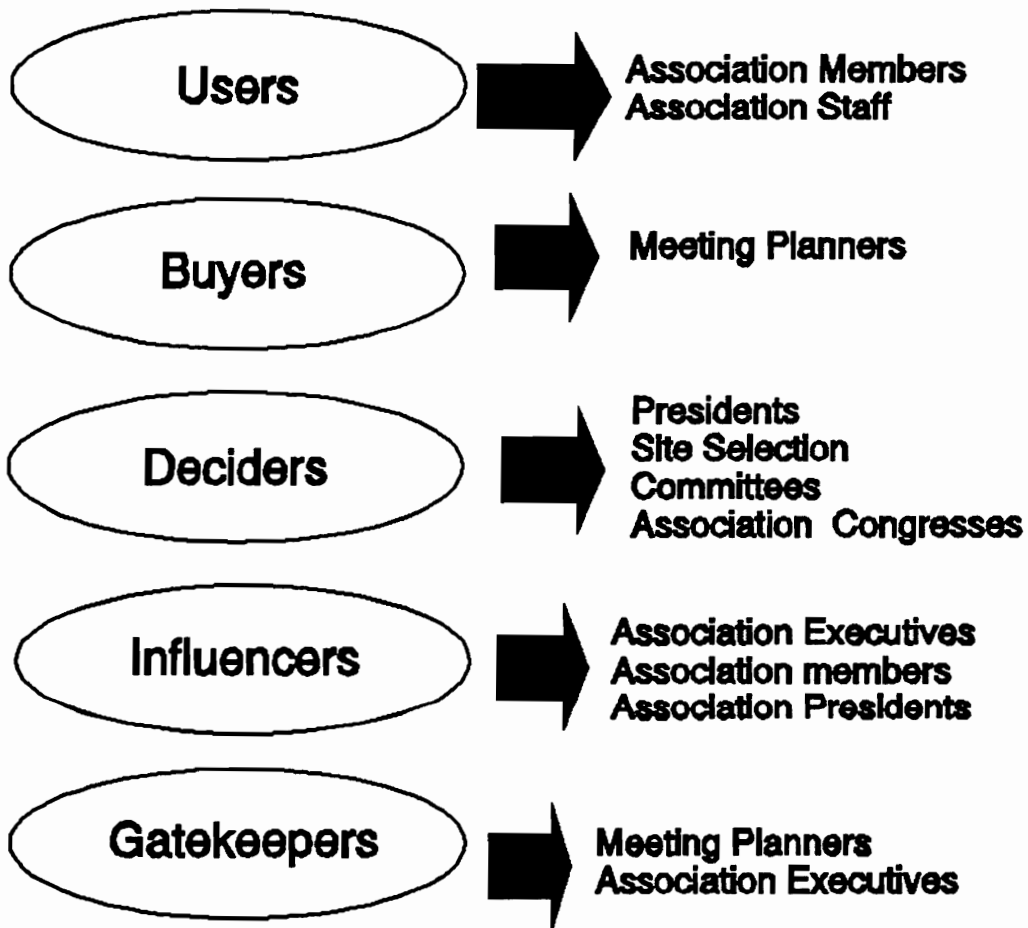 Users
Association Members
Association Staff
Buyers
Meeting Planners
Deciders
Presidents
Site Selection
Committees
Association Congresses
Influencers
Association Executives
Association members
Association Presidents
Gatekeepers
Meeting Planners
Association Executives